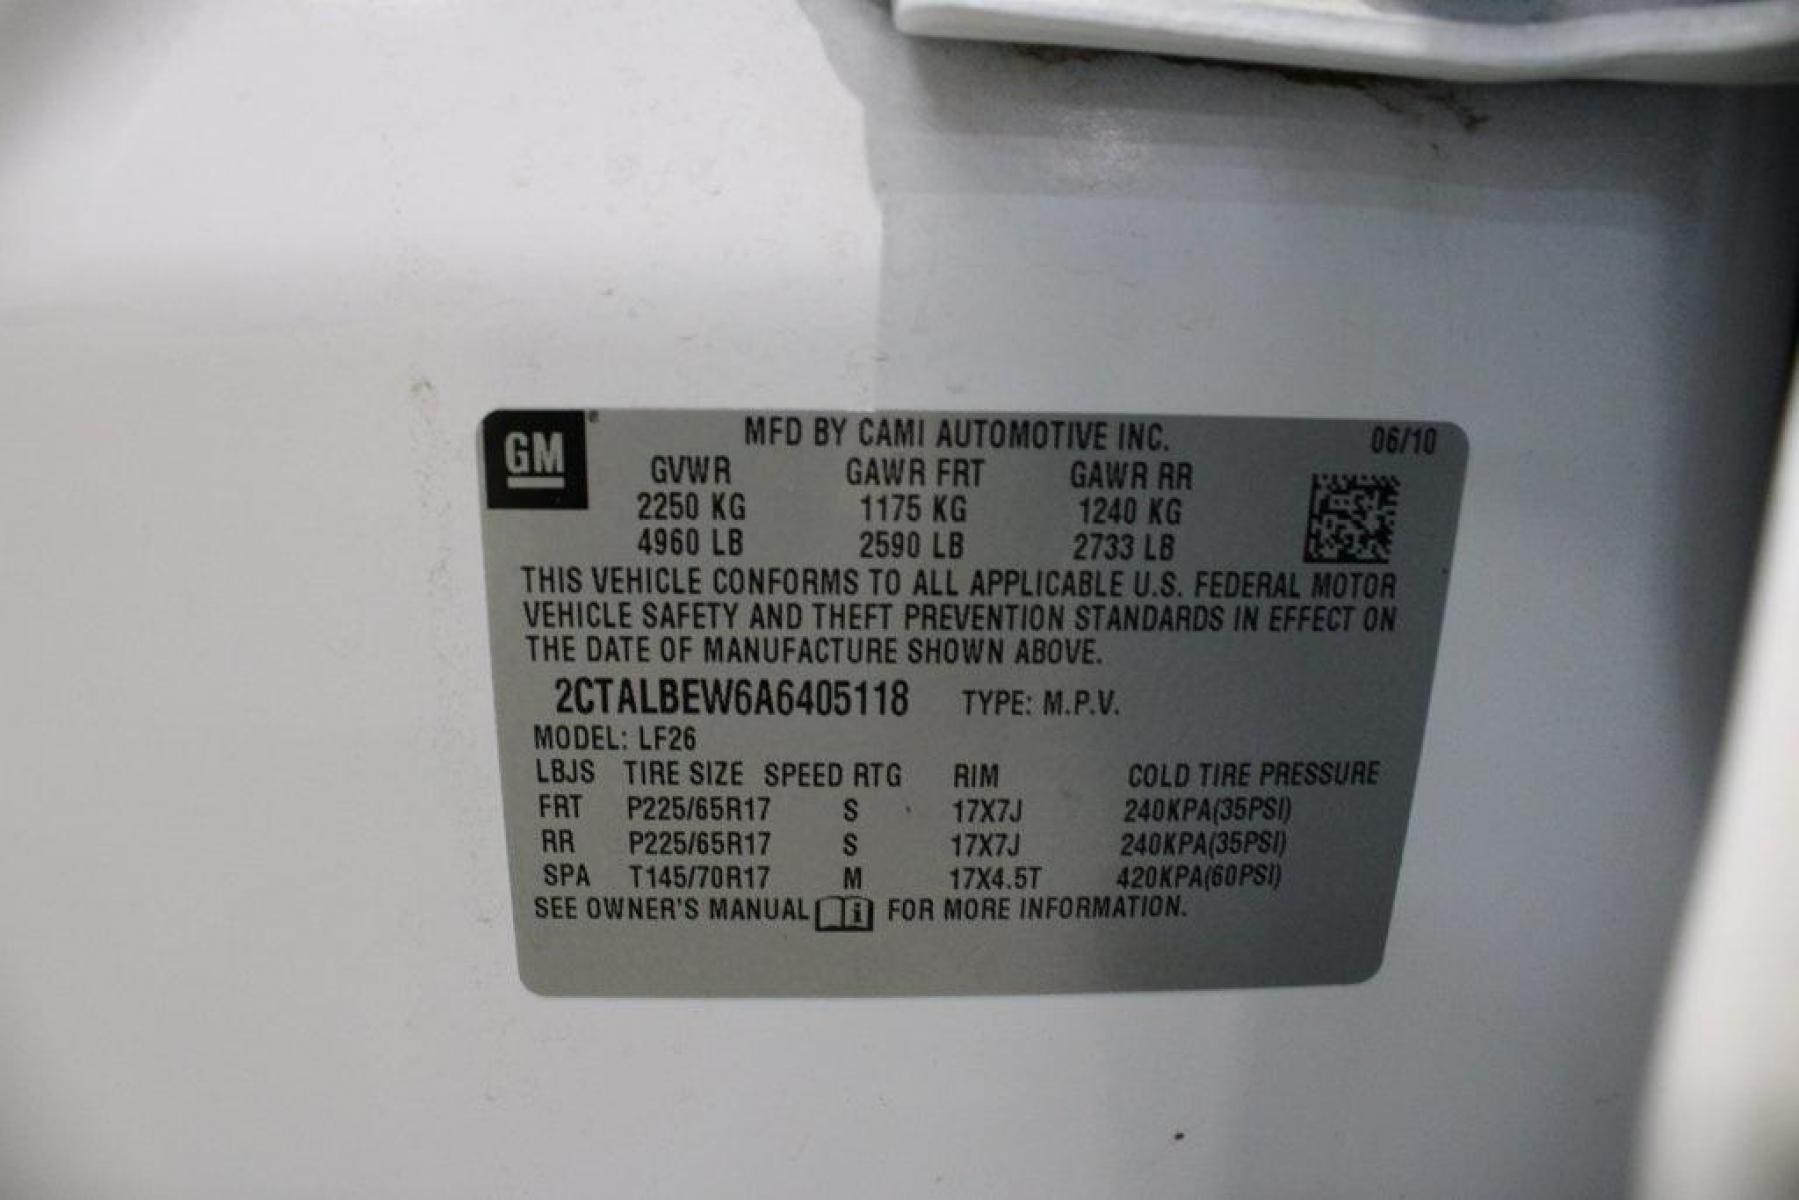 GM ® MFD BY CAMI AUTOMOTIVE INC. 06/10
GVWR GAWR FRT GAWR RR
2250 KG 1175 KG 1240 KG
4960 LB 2590 LB 2733 LB
THIS VEHICLE CONFORMS TO ALL APPLICABLE U.S. FEDERAL MOTOR
VEHICLE SAFETY AND THEFT PREVENTION STANDARDS IN EFFECT ON
THE DATE OF MANUFACTURE SHOWN ABOVE.
2CTALBEW6A6405118 TYPE: M.P.V.
MODEL: LF26
LBJS TIRE SIZE SPEED RTG RIM COLD TIRE PRESSURE
FRT P225/65R17 S 17X7J 240KPA(35PSI)
RR P225/65R17 S 17X7J 240KPA(35PSI)
SPA T145/70R17 M 17X4.5T 420KPA(60PSI)
SEE OWNER'S MANUAL i FOR MORE INFORMATION.